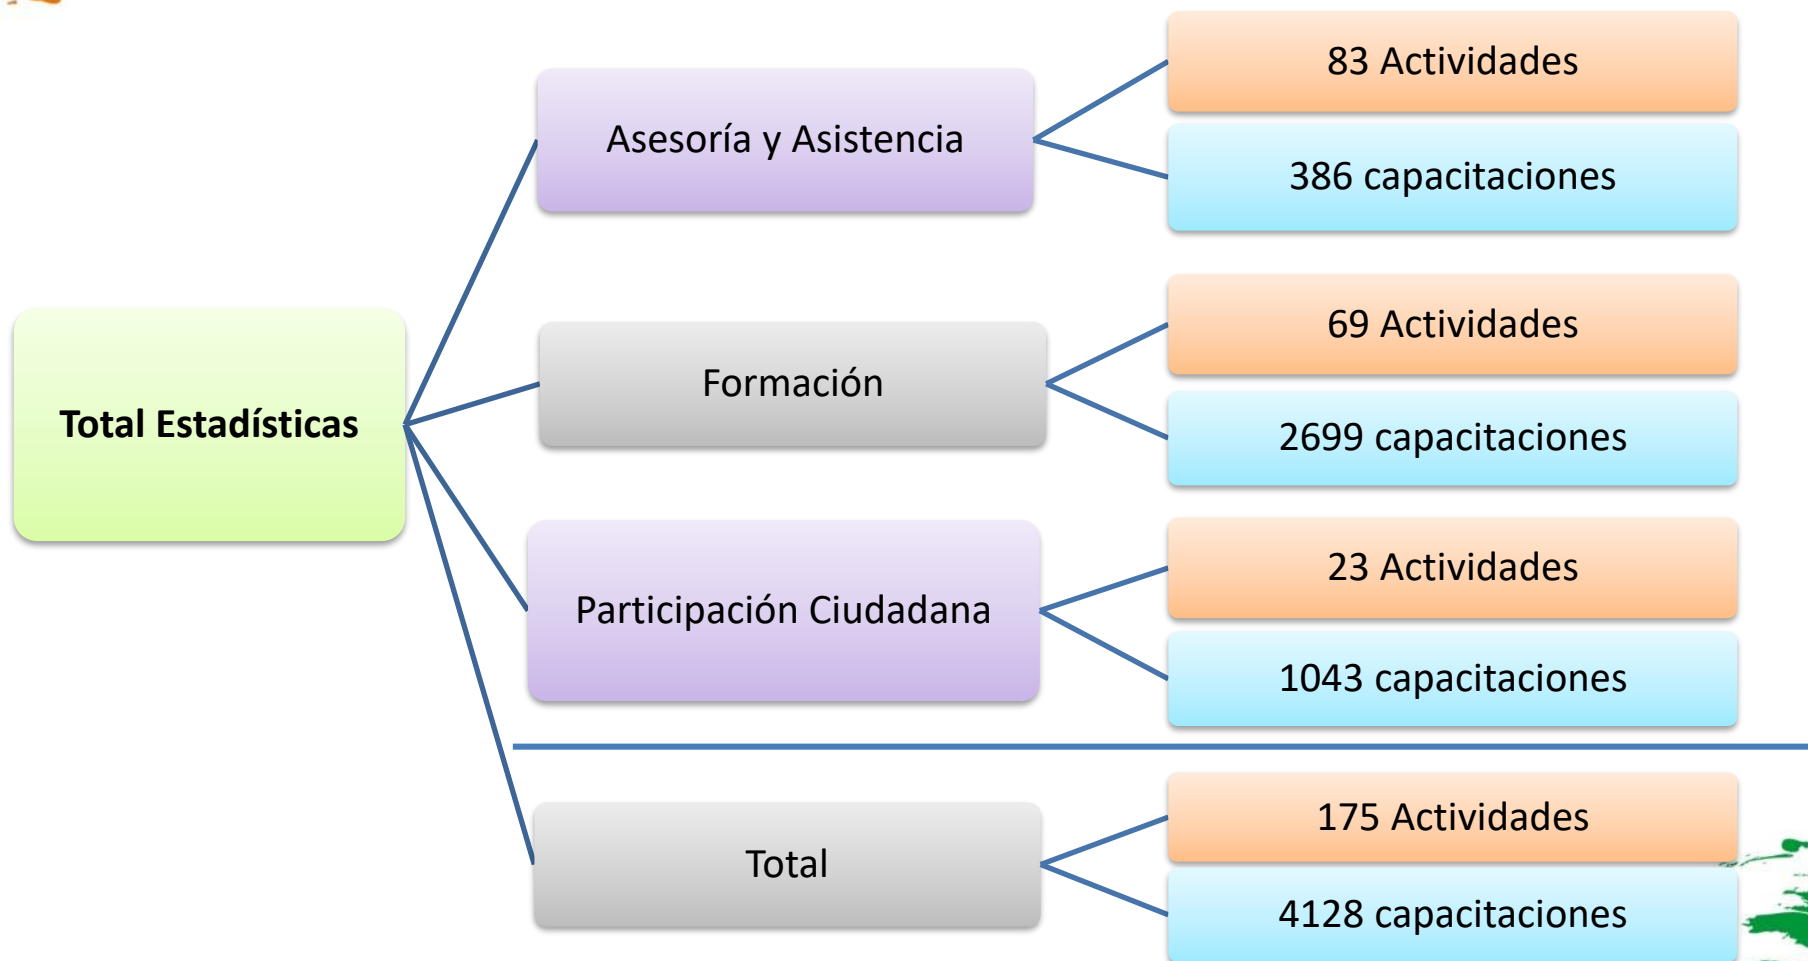 Total Estadísticas
Asesoría y Asistencia
83 Actividades
386 capacitaciones
Formación
69 Actividades
2699 capacitaciones
Participación Ciudadana
23 Actividades
1043 capacitaciones
Total
175 Actividades
4128 capacitaciones